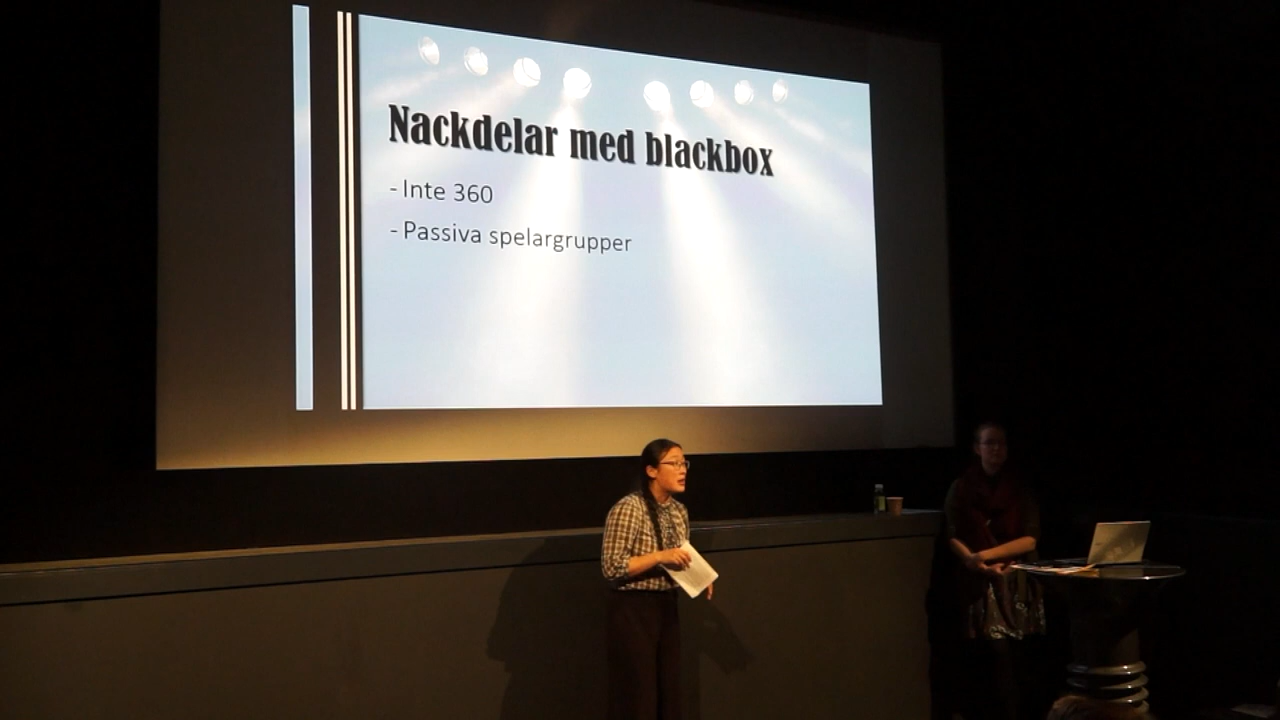 Nackdelar med blackbox
- Inte 360
- Passiva spelargrupper